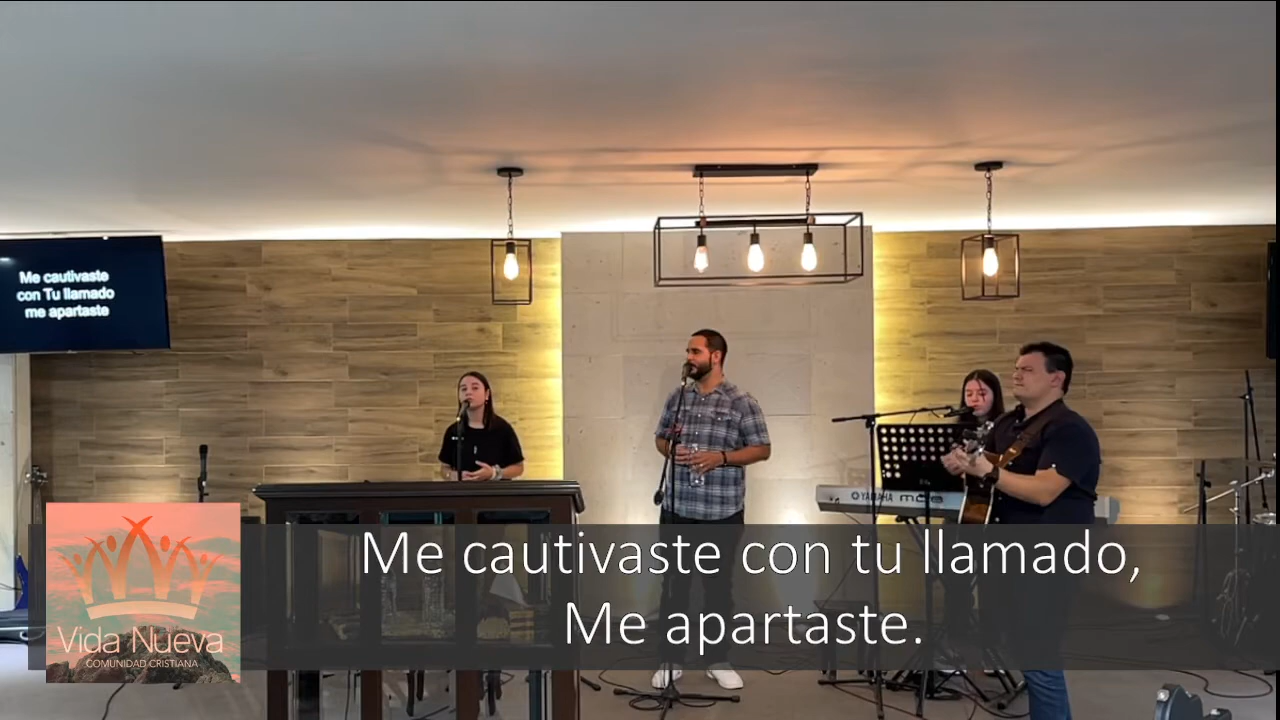 Me cautivaste
con Tu llamado
me apartaste
YAMAHA
Me cautivaste con tu llamado,
Me apartaste.
Vida Nueva
COMUNIDAD CRISTIANA